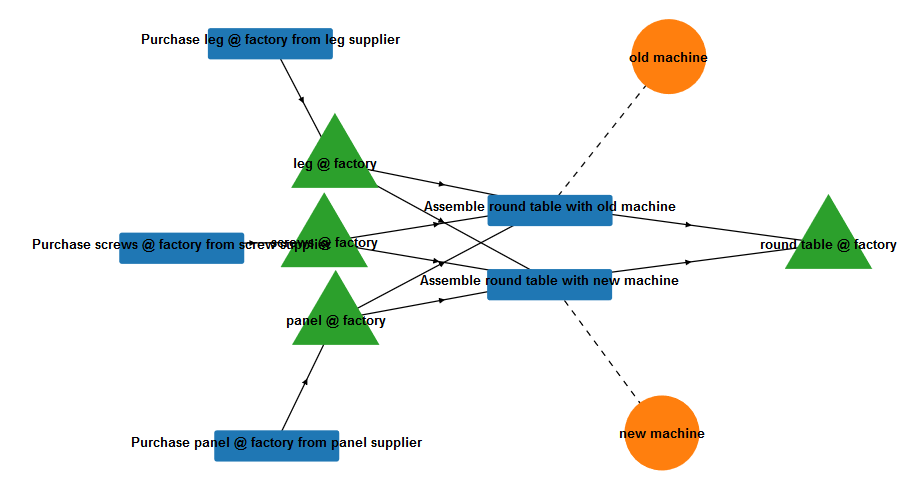 Purchase leg @ factory from leg supplier
old machine
leg @ factory
Assemble round table with old machine
Purchase screws @ factory from screw supplier
screws @ factory
round table @ factory
Assemble round table with new machine
panel @ factory
Purchase panel @ factory from panel supplier
new machine